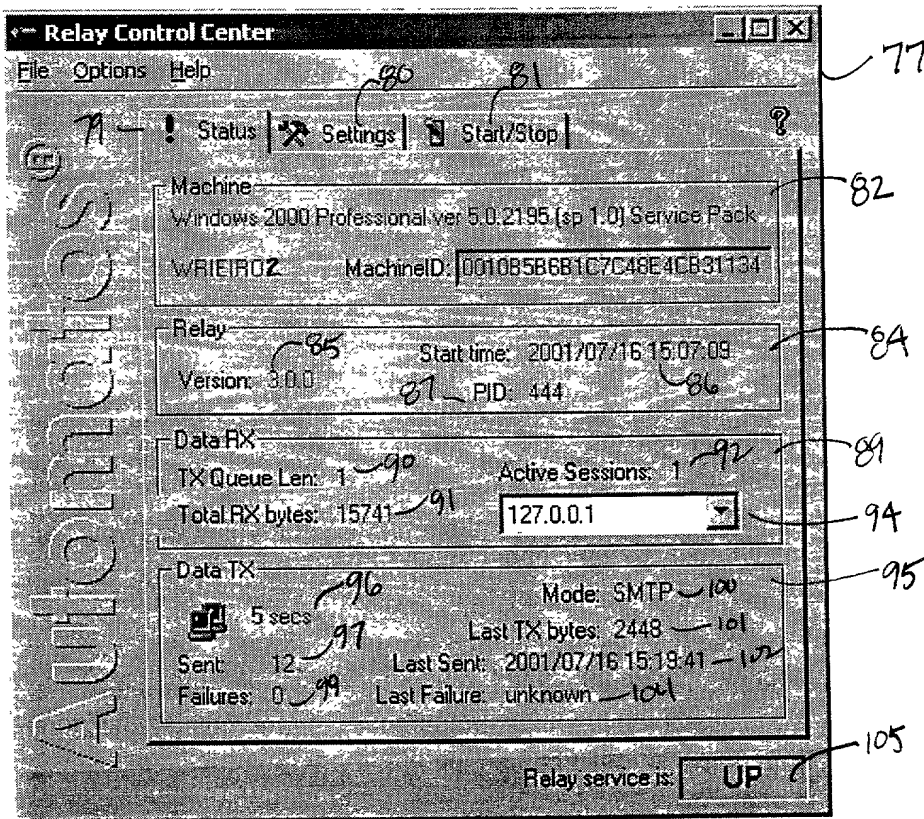 Relay Control Center
77
File Options Help
80
81
79 ! Status Settings Start/Stop ?
Automatos®
Machine
82
Windows 2000 Professional ver 5.0.2195 (sp 1.0) Service Pack
WRIEIRO2 MachineID: 0010B5B6B1C7C48E4CB31134
Relay
84
85
Start time: 2001/07/16 15:07:09
Version: 3.0.0
86
87 PID: 444
Data RX
89
TX Queue Len: 1 90
Active Sessions: 1 92
Total RX bytes: 15741 91
127.0.0.1 94
Data TX
95
96
Mode: SMTP 100
5 secs
97
Last TX bytes: 2448 101
Sent: 12
Last Sent: 2001/07/16 15:19:41 102
Failures: 0 99
Last Failure: unknown 104
105
Relay service is: UP